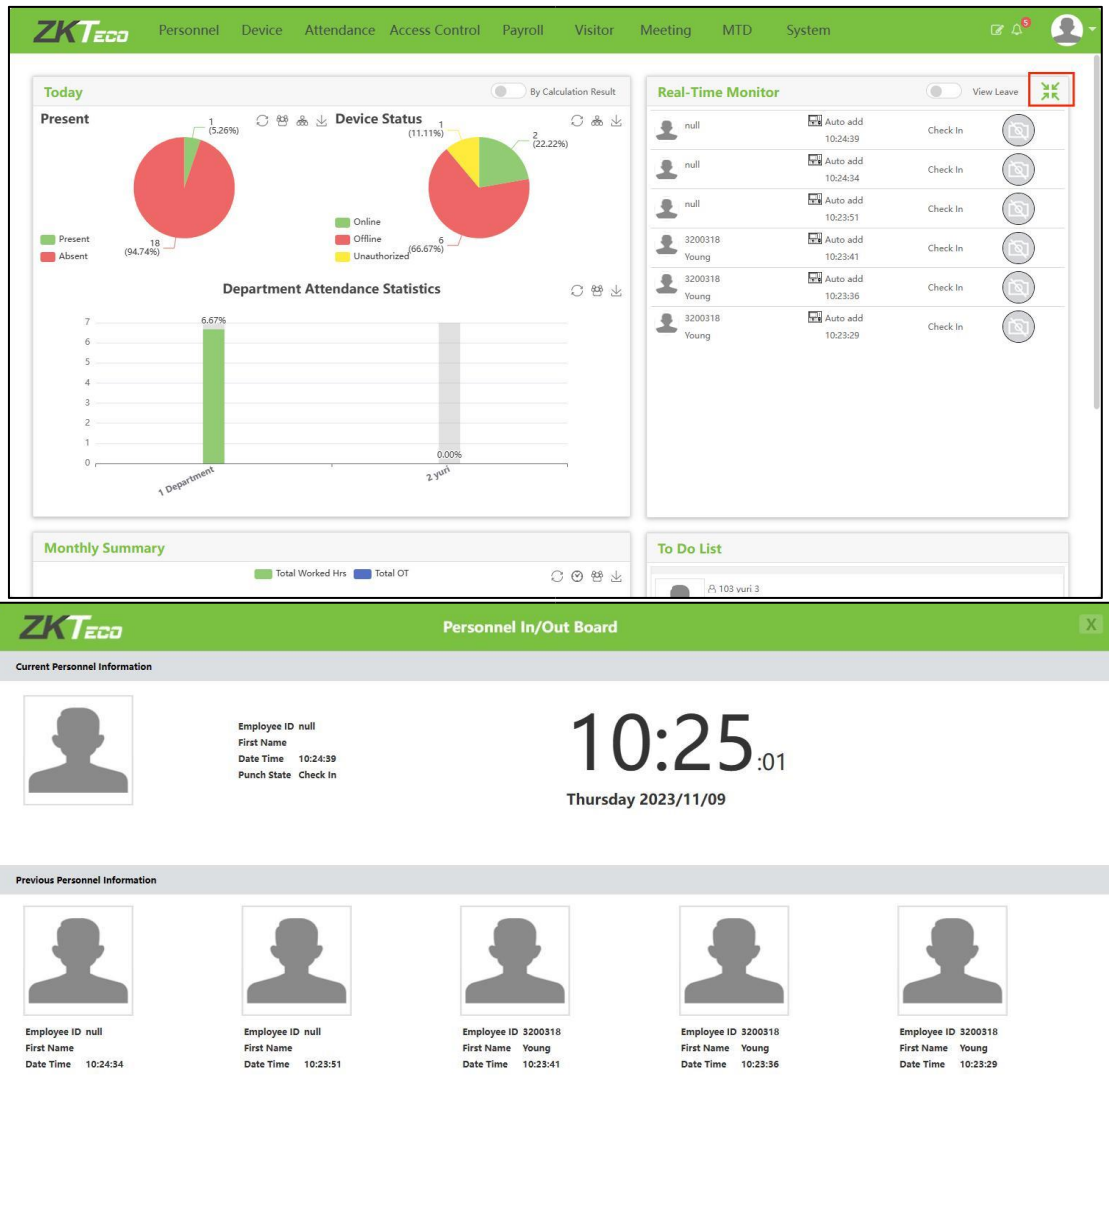 ZKTECO
Personnel Device Attendance Access Control Payroll Visitor Meeting MTD System
5
Today
By Calculation Result
Present
1
(5.26%)
18
(94.74%)
Present
Absent
Device Status
1
(11.11%)
2
(22.22%)
6
(66.67%)
Online
Offline
Unauthorized
Department Attendance Statistics
7
6
5
4
3
2
1
0
6.67%
0.00%
1 Department
2 yuri
Real-Time Monitor
View Leave
null
Auto add
10:24:39
Check In
null
Auto add
10:24:34
Check In
null
Auto add
10:23:51
Check In
3200318
Young
Auto add
10:23:41
Check In
3200318
Young
Auto add
10:23:36
Check In
3200318
Young
Auto add
10:23:29
Check In
Monthly Summary
Total Worked Hrs Total OT
To Do List
103 yuri 3
ZKTECO
Personnel In/Out Board
X
Current Personnel Information
Employee ID null
First Name
Date Time 10:24:39
Punch State Check In
10:25:01
Thursday 2023/11/09
Previous Personnel Information
Employee ID null
First Name
Date Time 10:24:34
Employee ID null
First Name
Date Time 10:23:51
Employee ID 3200318
First Name Young
Date Time 10:23:41
Employee ID 3200318
First Name Young
Date Time 10:23:36
Employee ID 3200318
First Name Young
Date Time 10:23:29